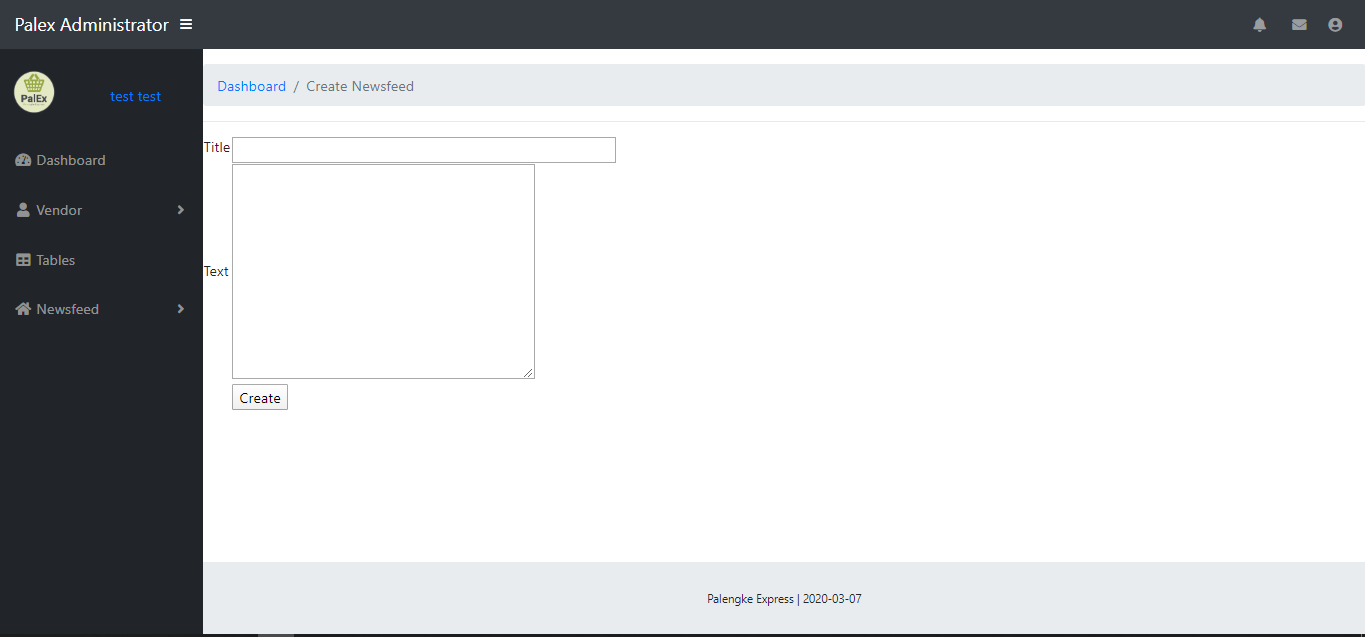 Palex Administrator
PalEx
test test
Dashboard
Vendor
Tables
Newsfeed
Dashboard / Create Newsfeed
Title
Text
Create
Palengke Express | 2020-03-07